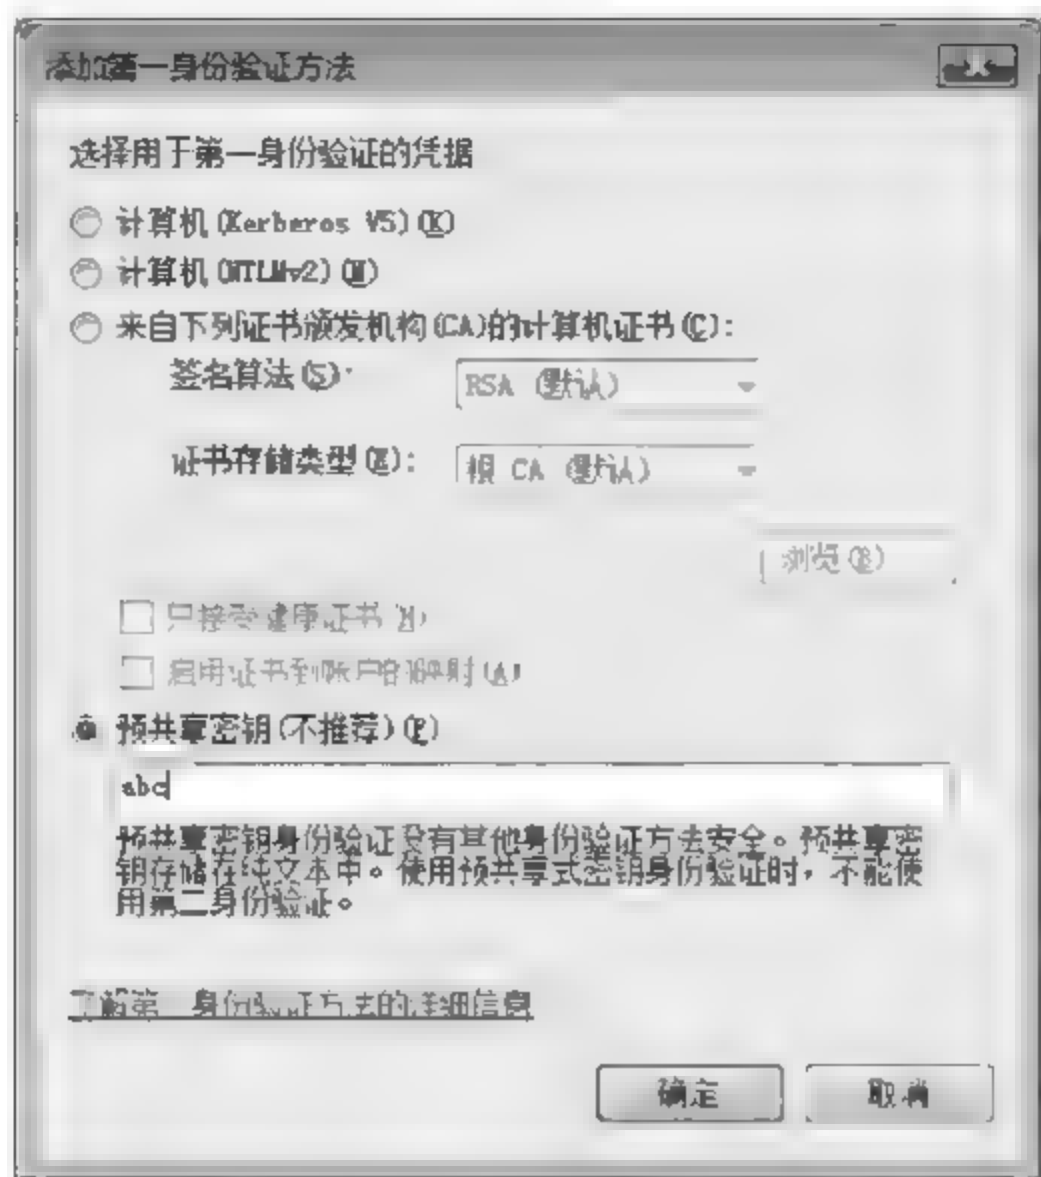 添加第一身份验证方法
选择用于第一身份验证的凭据
计算机(Kerberos V5)(K)
计算机(NTLMv2)(N)
来自下列证书颁发机构(CA)的计算机证书(C):
签名算法(S):
RSA (默认)
证书存储类型(E):
根 CA (默认)
浏览(B)
只接受健康证书(H)
启用证书到帐户的映射(A)
预共享密钥(不推荐)(P)
abc
预共享密钥身份验证没有其他身份验证方法安全。预共享密
钥存储在纯文本中。使用预共享式密钥身份验证时，不能使
用第二身份验证。
了解第一身份验证方法的详细信息
确定
取消